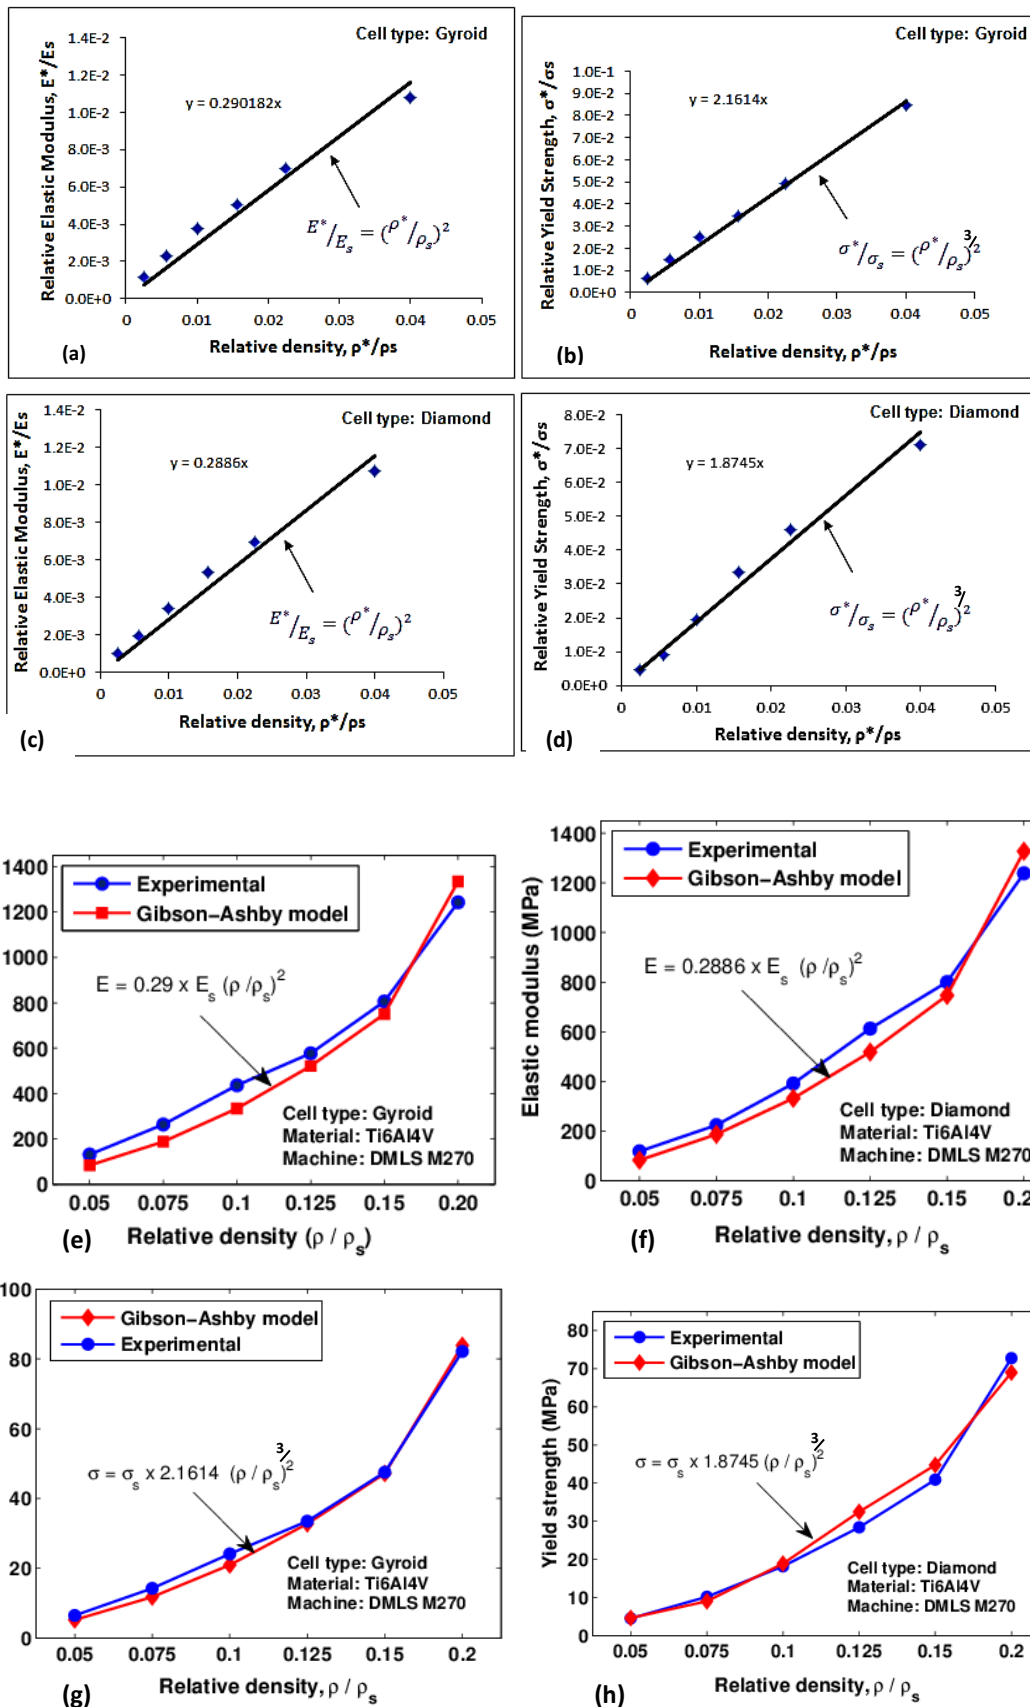 Cell type: Gyroid
Relative Elastic Modulus, E*/Es
1.4E-2
1.2E-2
1.0E-2
8.0E-3
6.0E-3
4.0E-3
2.0E-3
0.0E+0
y = 0.290182x
E*/Es = (ρ*/ρs)2
0 0.01 0.02 0.03 0.04 0.05
(a) Relative density, ρ*/ρs
Cell type: Gyroid
Relative Yield Strength, σ*/σs
1.0E-1
9.0E-2
8.0E-2
7.0E-2
6.0E-2
5.0E-2
4.0E-2
3.0E-2
2.0E-2
1.0E-2
0.0E+0
y = 2.1614x
σ*/σs = (ρ*/ρs)3/2
0 0.01 0.02 0.03 0.04 0.05
(b) Relative density, ρ*/ρs
Cell type: Diamond
Relative Elastic Modulus, E*/Es
1.4E-2
1.2E-2
1.0E-2
8.0E-3
6.0E-3
4.0E-3
2.0E-3
0.0E+0
y = 0.2886x
E*/Es = (ρ*/ρs)2
0 0.01 0.02 0.03 0.04 0.05
(c) Relative density, ρ*/ρs
Cell type: Diamond
Relative Yield Strength, σ*/σs
8.0E-2
7.0E-2
6.0E-2
5.0E-2
4.0E-2
3.0E-2
2.0E-2
1.0E-2
0.0E+0
y = 1.8745x
σ*/σs = (ρ*/ρs)3/2
0 0.01 0.02 0.03 0.04 0.05
(d) Relative density, ρ*/ρs
1400
1200
1000
800
600
400
200
0
Experimental
Gibson-Ashby model
E = 0.29 x Es (ρ/ρs)2
Cell type: Gyroid
Material: Ti6Al4V
Machine: DMLS M270
0.05 0.075 0.1 0.125 0.15 0.20
(e) Relative density (ρ / ρs)
Elastic modulus (MPa)
1400
1200
1000
800
600
400
200
0
Experimental
Gibson-Ashby model
E = 0.2886 x Es (ρ/ρs)2
Cell type: Diamond
Material: Ti6Al4V
Machine: DMLS M270
0.05 0.075 0.1 0.125 0.15 0.2
(f) Relative density, ρ / ρs
100
80
60
40
20
0
Gibson-Ashby model
Experimental
σ = σs x 2.1614 (ρ / ρs)3/2
Cell type: Gyroid
Material: Ti6Al4V
Machine: DMLS M270
0.05 0.075 0.1 0.125 0.15 0.2
(g) Relative density, ρ / ρs
Yield strength (MPa)
80
70
60
50
40
30
20
10
0
Experimental
Gibson-Ashby model
σ = σs x 1.8745 (ρ / ρs)3/2
Cell type: Diamond
Material: Ti6Al4V
Machine: DMLS M270
0.05 0.075 0.1 0.125 0.15 0.2
(h) Relative density, ρ / ρs